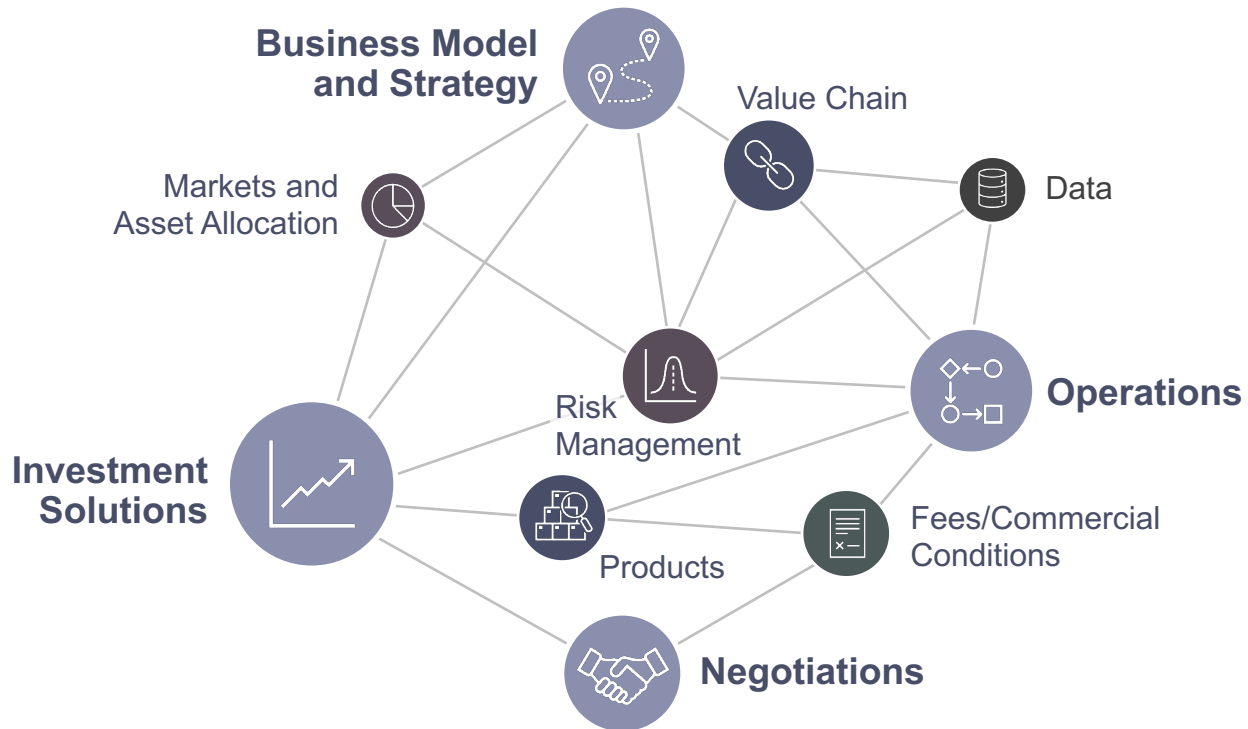 Business Model
and Strategy
Value Chain
Markets and
Asset Allocation
Data
Risk
Management
Operations
Investment
Solutions
Products
Fees/Commercial
Conditions
Negotiations